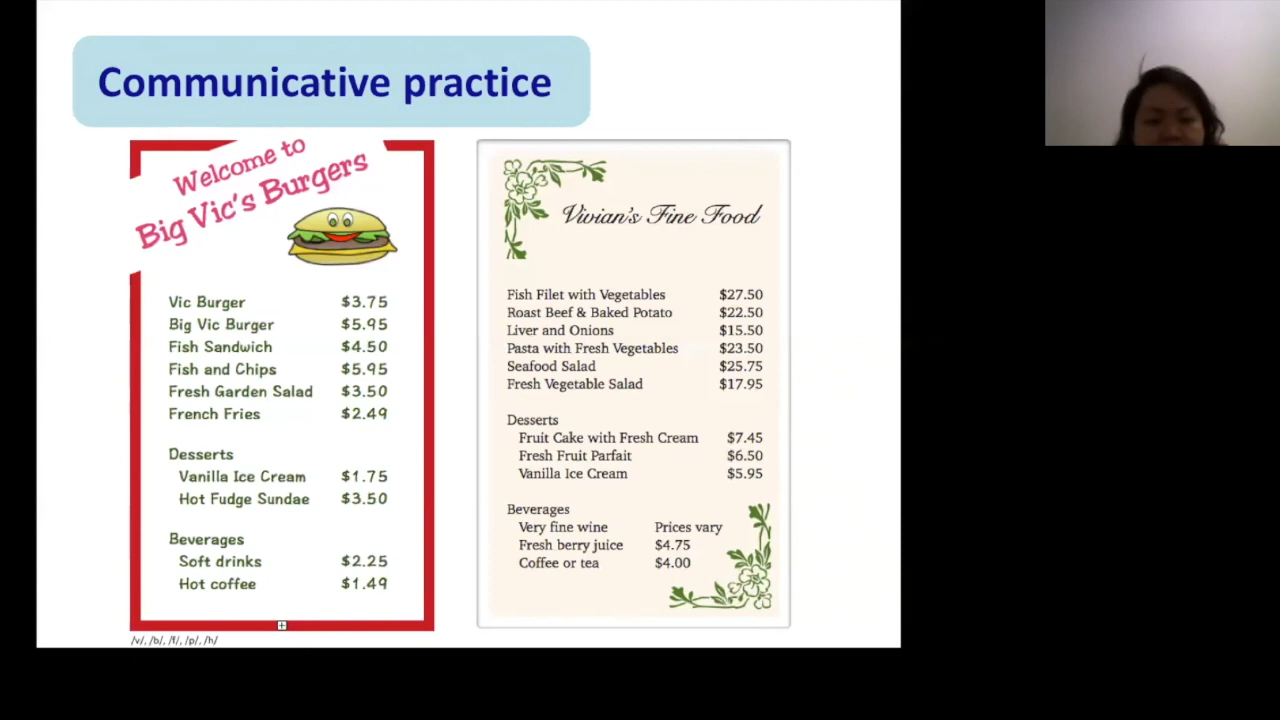 Communicative practice
Welcome to
Big Vic's Burgers
Vic Burger $3.75
Big Vic Burger $5.95
Fish Sandwich $4.50
Fish and Chips $5.95
Fresh Garden Salad $3.50
French Fries $2.49
Desserts
Vanilla Ice Cream $1.75
Hot Fudge Sundae $3.50
Beverages
Soft drinks $2.25
Hot coffee $1.49
/v/, /b/, /f/, /p/, /h/
Vivian's Fine Food
Fish Filet with Vegetables $27.50
Roast Beef & Baked Potato $22.50
Liver and Onions $15.50
Pasta with Fresh Vegetables $23.50
Seafood Salad $25.75
Fresh Vegetable Salad $17.95
Desserts
Fruit Cake with Fresh Cream $7.45
Fresh Fruit Parfait $6.50
Vanilla Ice Cream $5.95
Beverages
Very fine wine Prices vary
Fresh berry juice $4.75
Coffee or tea $4.00